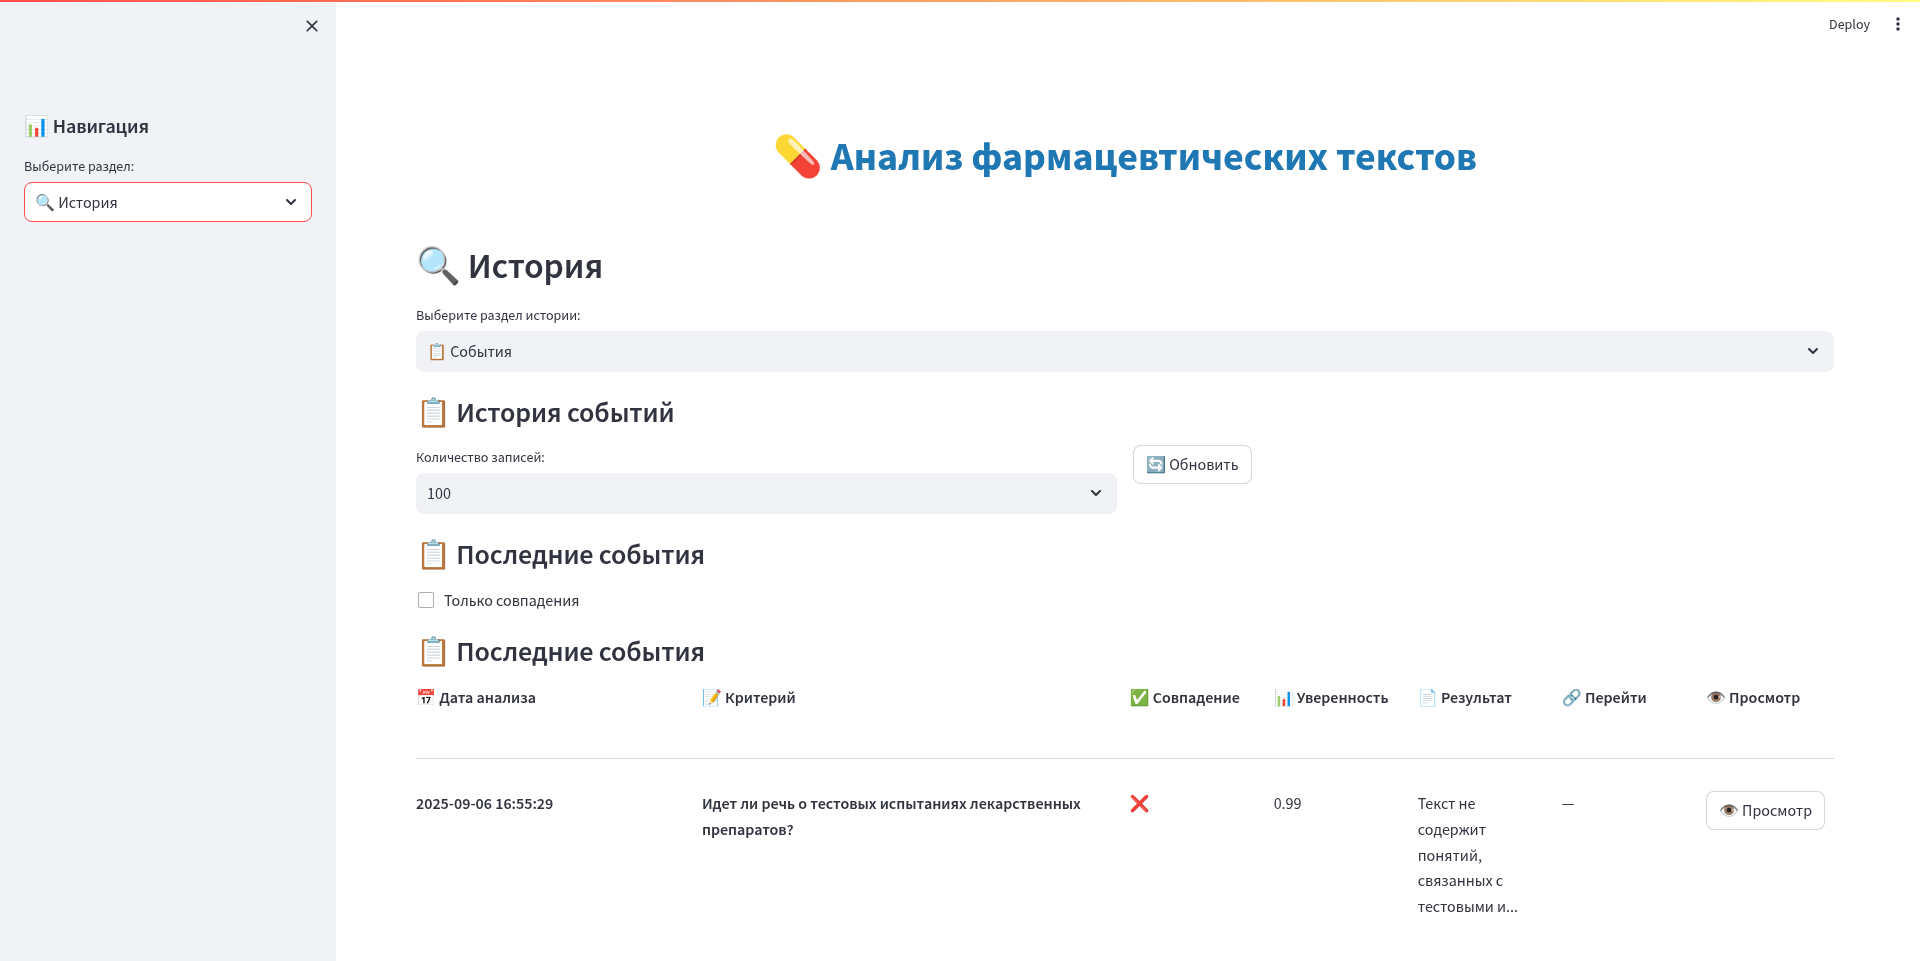 Deploy
📊 Навигация
Выберите раздел:
🔍 История
💊 Анализ фармацевтических текстов
🔍 История
Выберите раздел истории:
📋 События
📋 История событий
Количество записей:
100
🔄 Обновить
📋 Последние события
Только совпадения
📋 Последние события
📅 Дата анализа 📝 Критерий ✅ Совпадение 📊 Уверенность 📄 Результат 🔗 Перейти 👁️ Просмотр
2025-09-06 16:55:29
Идет ли речь о тестовых испытаниях лекарственных
препаратов?
❌
0.99
Текст не
содержит
понятий,
связанных с
тестовыми и...
—
👁️ Просмотр